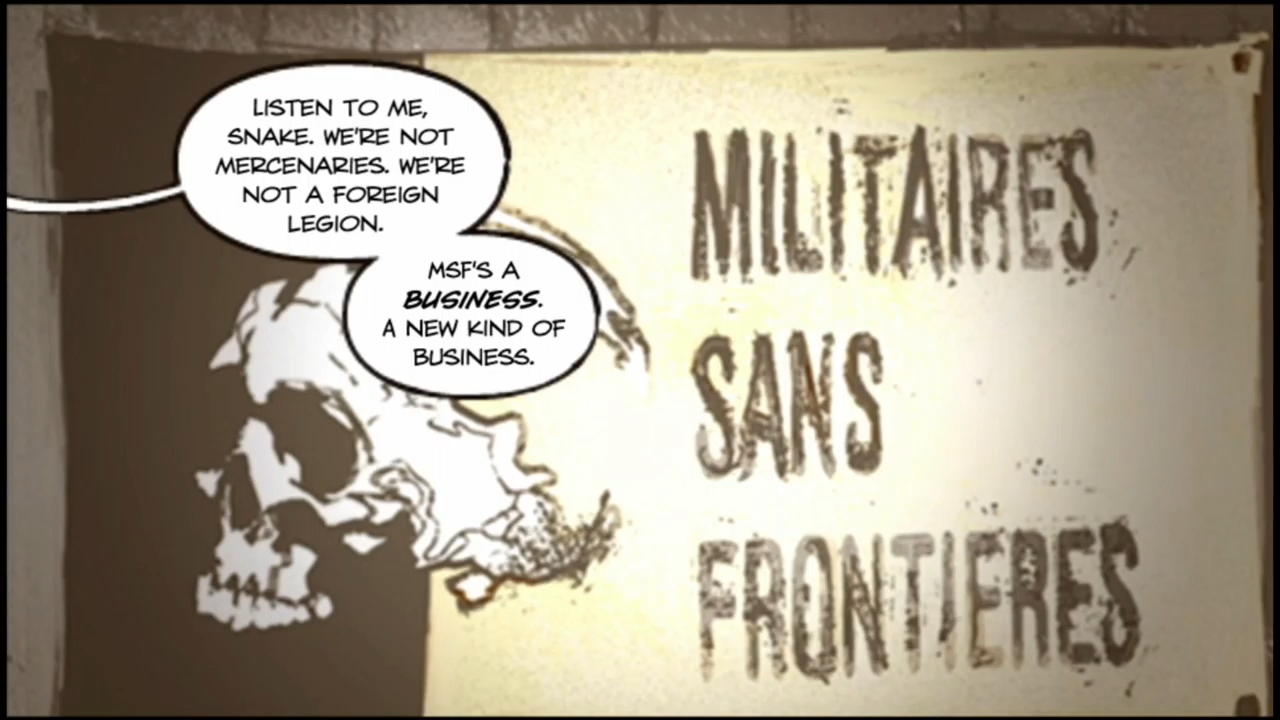 LISTEN TO ME,
SNAKE. WE'RE NOT
MERCENARIES. WE'RE
NOT A FOREIGN
LEGION.
MSF'S A
BUSINESS.
A NEW KIND OF
BUSINESS.
MILITAIRES
SANS
FRONTIERES